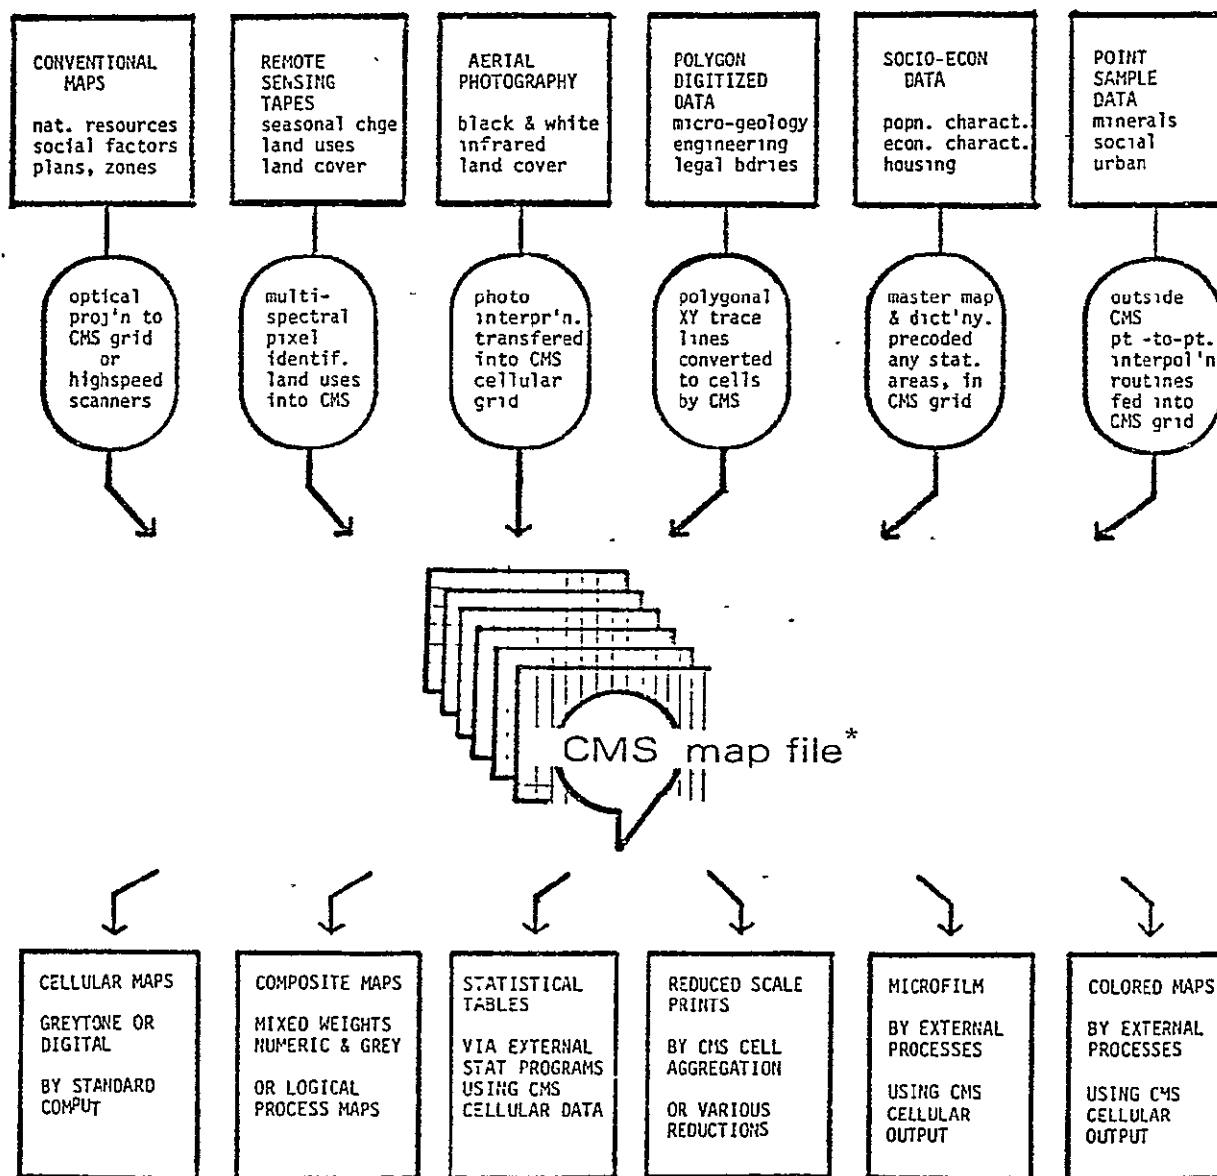 CONVENTIONAL
MAPS
nat. resources
social factors
plans, zones
REMOTE
SENSING
TAPES
seasonal chge
land uses
land cover
AERIAL
PHOTOGRAPHY
black & white
infrared
land cover
POLYGON
DIGITIZED
DATA
micro-geology
engineering
legal bdries
SOCIO-ECON
DATA
popn. charact.
econ. charact.
housing
POINT
SAMPLE
DATA
minerals
social
urban
optical
proj'n to
CMS grid
or
highspeed
scanners
multi-
spectral
pixel
identif.
land uses
into CMS
photo
interpr'n.
transfered
into CMS
cellular
grid
polygonal
XY trace
lines
converted
to cells
by CMS
master map
& dict'ny.
precoded
any stat.
areas, in
CMS grid
outside
CMS
pt -to-pt.
interpol'n
routines
fed into
CMS grid
CMS map file*
CELLULAR MAPS
GREYTONE OR
DIGITAL
BY STANDARD
COMPUT
COMPOSITE MAPS
MIXED WEIGHTS
NUMERIC & GREY
OR LOGICAL
PROCESS MAPS
STATISTICAL
TABLES
VIA EXTERNAL
STAT PROGRAMS
USING CMS
CELLULAR DATA
REDUCED SCALE
PRINTS
BY CMS CELL
AGGREGATION
OR VARIOUS
REDUCTIONS
MICROFILM
BY EXTERNAL
PROCESSES
USING CMS
CELLULAR
OUTPUT
COLORED MAPS
BY EXTERNAL
PROCESSES
USING CMS
CELLULAR
OUTPUT